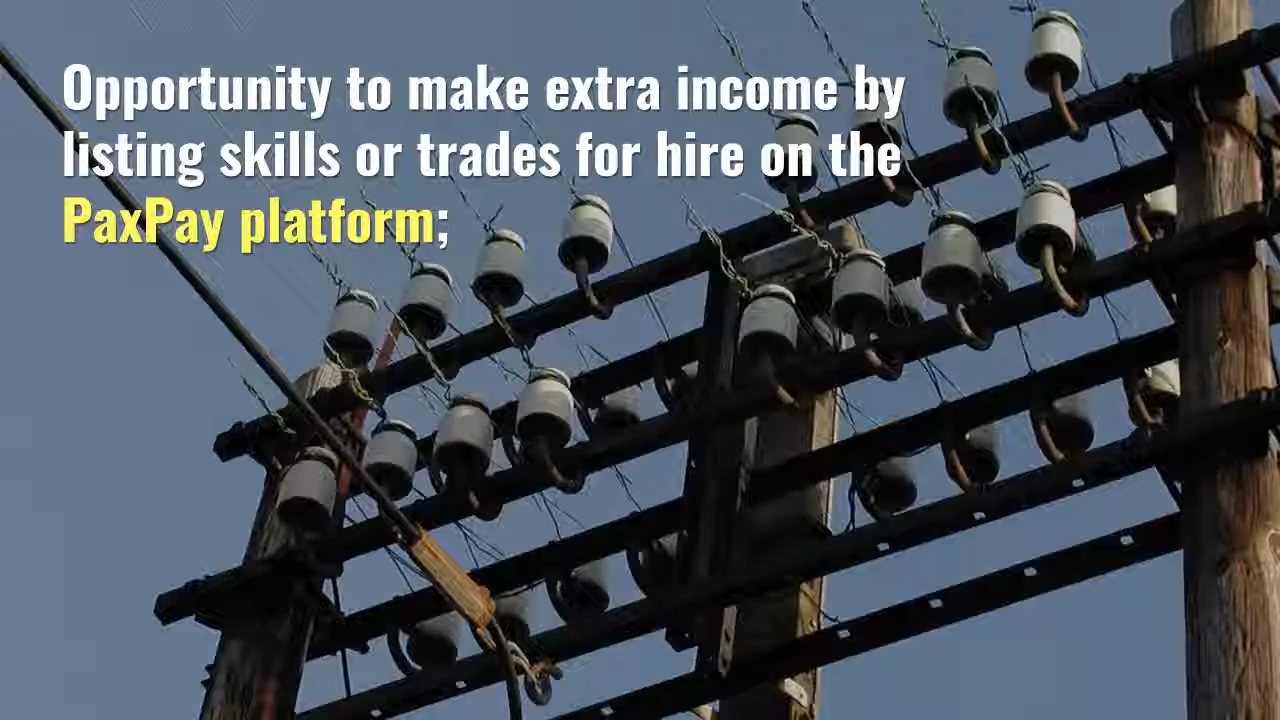 Opportunity to make extra income by
listing skills or trades for hire on the
PaxPay platform;